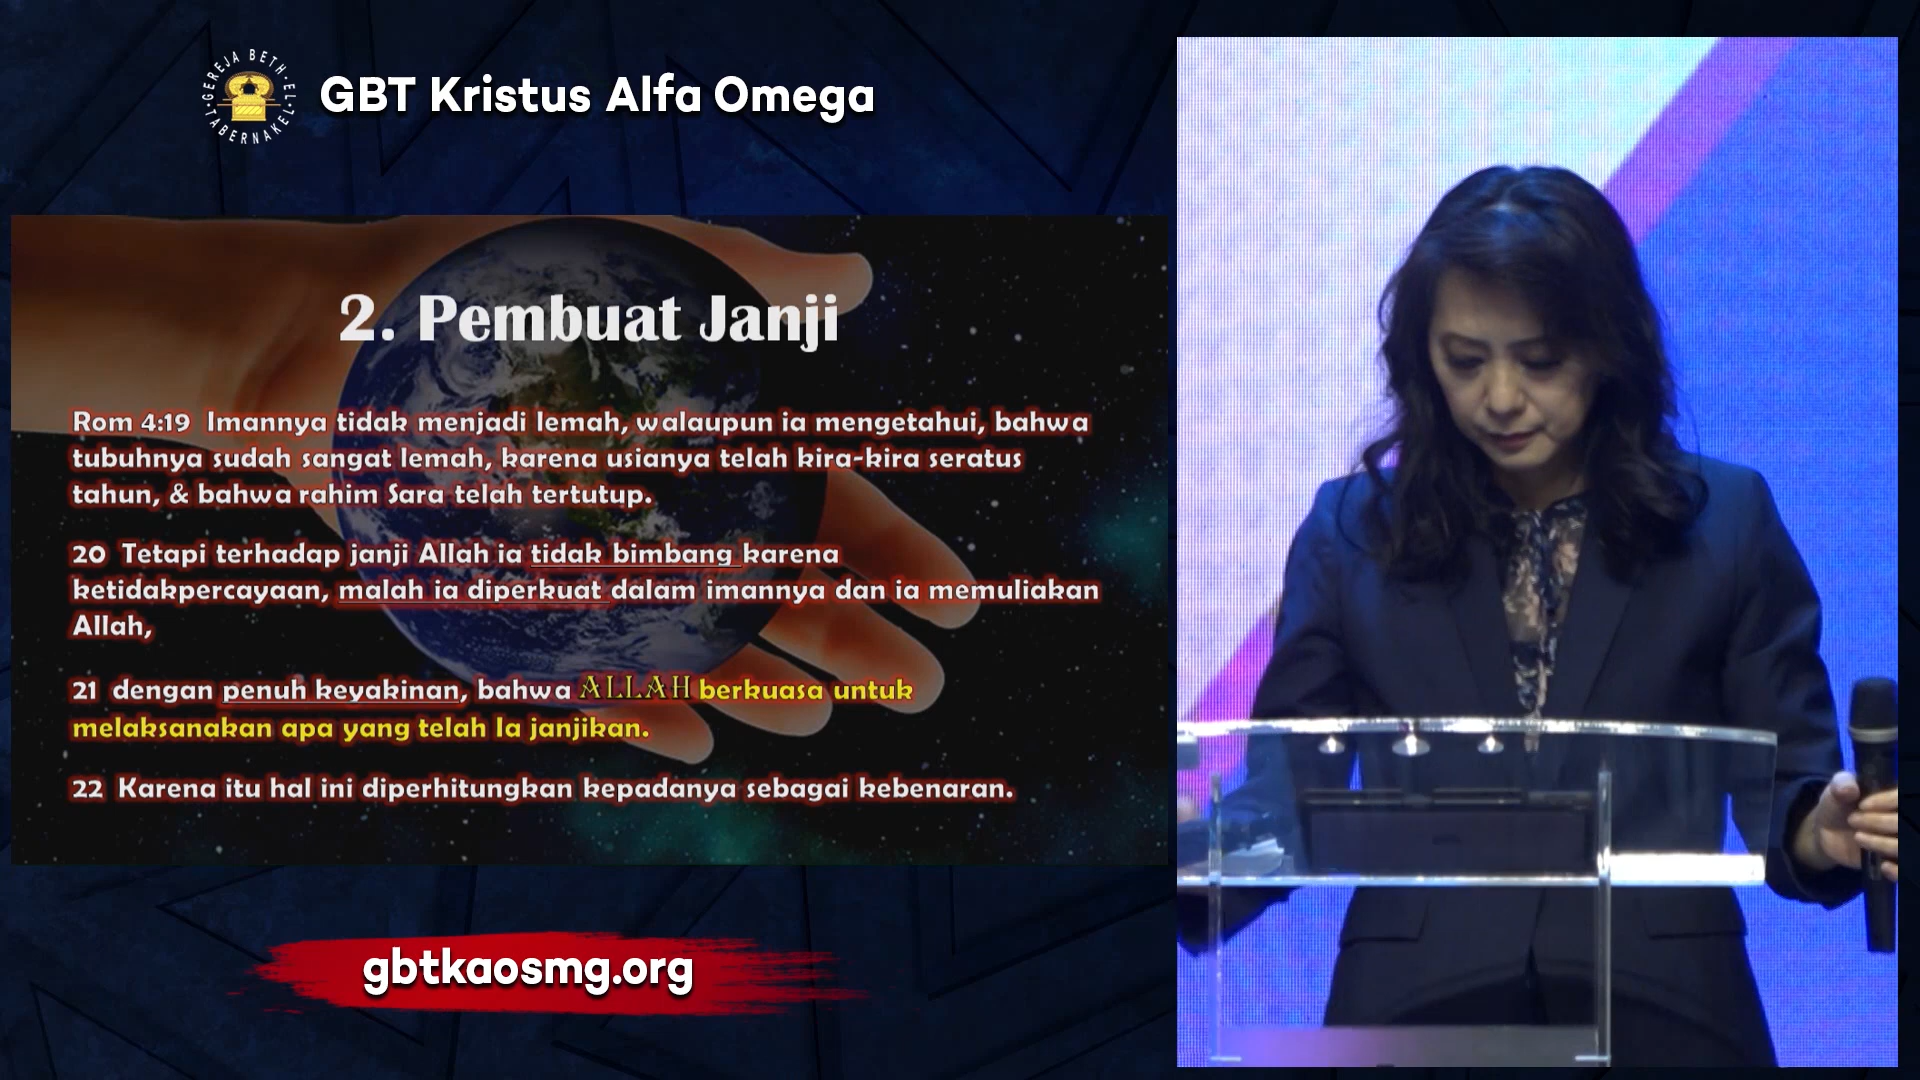 GEREJA BETH-EL TABERNAKEL
GBT Kristus Alfa Omega
2. Pembuat Janji
Rom 4:19 Imannya tidak menjadi lemah, walaupun ia mengetahui, bahwa
tubuhnya sudah sangat lemah, karena usianya telah kira-kira seratus
tahun, & bahwa rahim Sara telah tertutup.
20 Tetapi terhadap janji Allah ia tidak bimbang karena
ketidakpercayaan, malah ia diperkuat dalam imannya dan ia memuliakan
Allah,
21 dengan penuh keyakinan, bahwa ALLAH berkuasa untuk
melaksanakan apa yang telah Ia janjikan.
22 Karena itu hal ini diperhitungkan kepadanya sebagai kebenaran.
gbtkaosmg.org